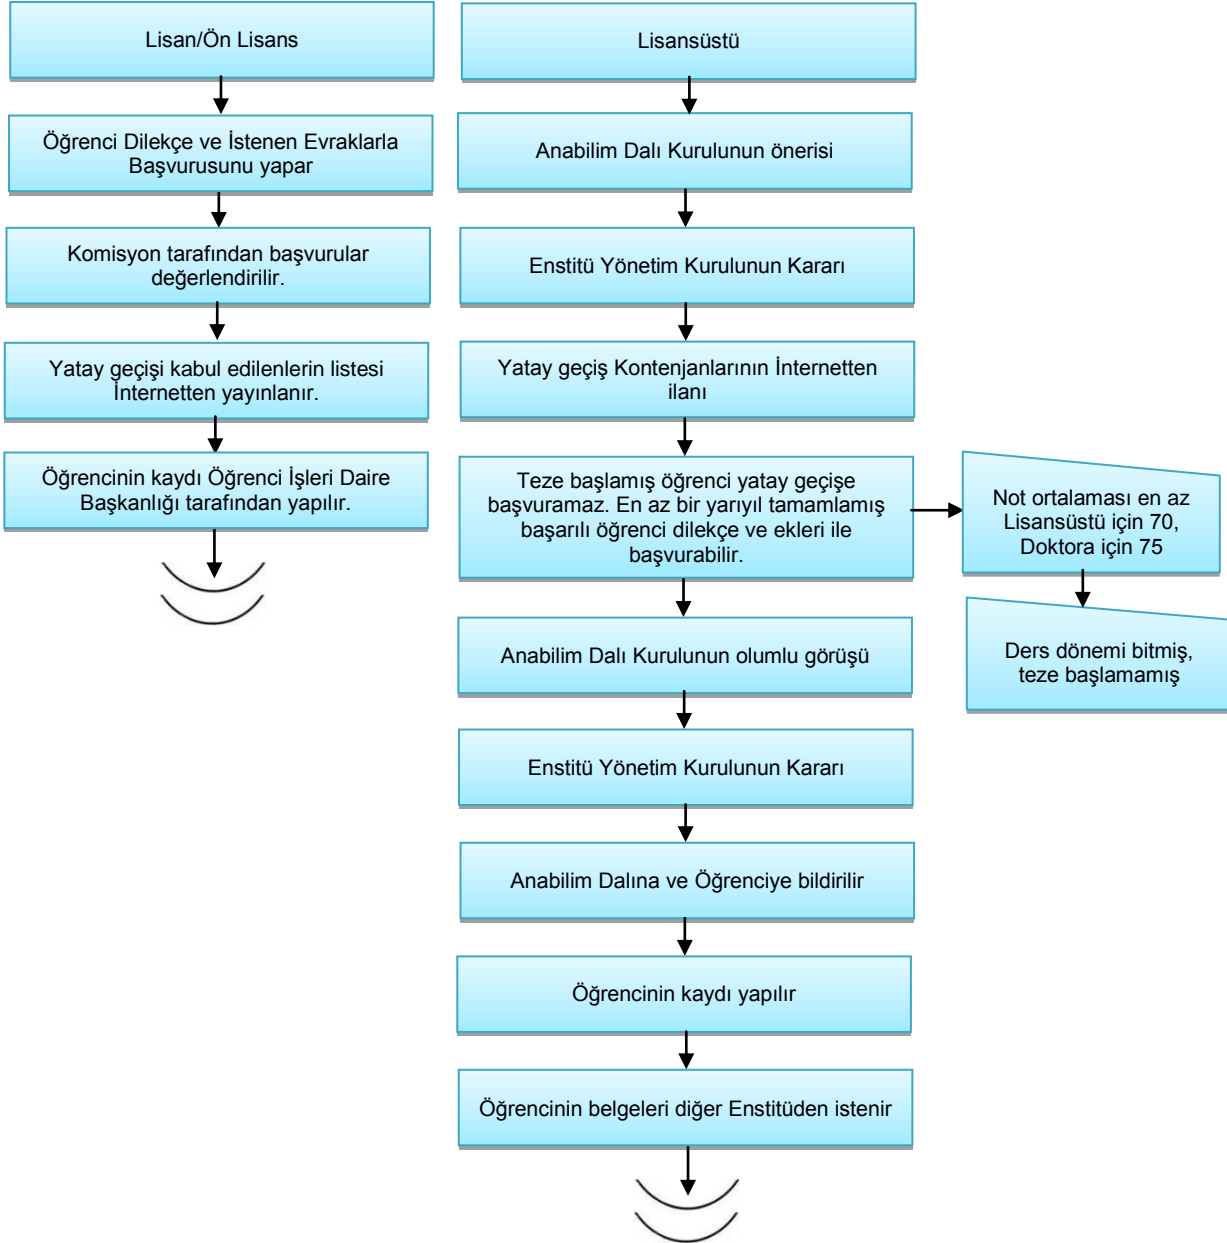 Lisan/Ön Lisans
Öğrenci Dilekçe ve İstenen Evraklarla
Başvurusunu yapar
Komisyon tarafından başvurular
değerlendirilir.
Yatay geçişi kabul edilenlerin listesi
İnternetten yayınlanır.
Öğrencinin kaydı Öğrenci İşleri Daire
Başkanlığı tarafından yapılır.
Lisansüstü
Anabilim Dalı Kurulunun önerisi
Enstitü Yönetim Kurulunun Kararı
Yatay geçiş Kontenjanlarının İnternetten
ilanı
Teze başlamış öğrenci yatay geçişe
başvuramaz. En az bir yarıyıl tamamlamış
başarılı öğrenci dilekçe ve ekleri ile
başvurabilir.
Not ortalaması en az
Lisansüstü için 70,
Doktora için 75
Ders dönemi bitmiş,
teze başlamamış
Anabilim Dalı Kurulunun olumlu görüşü
Enstitü Yönetim Kurulunun Kararı
Anabilim Dalına ve Öğrenciye bildirilir
Öğrencinin kaydı yapılır
Öğrencinin belgeleri diğer Enstitüden istenir